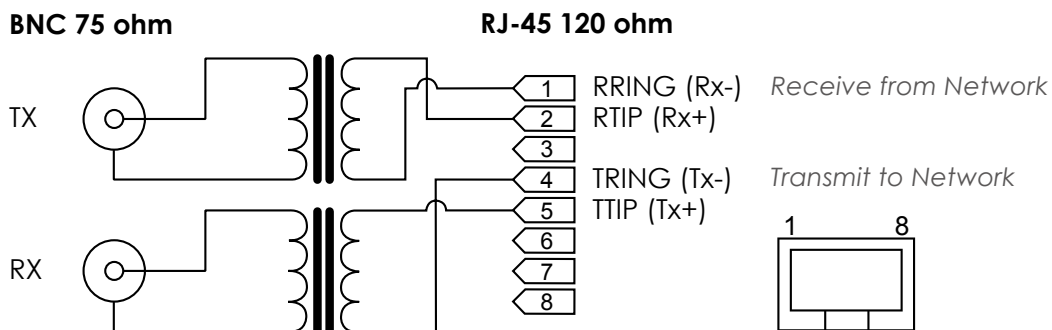 BNC 75 ohm
RJ-45 120 ohm
TX
1 RRING (Rx-) Receive from Network
2 RTIP (Rx+)
3
4 TRING (Tx-) Transmit to Network
5 TTIP (Tx+)
6
7
8
RX
1 8